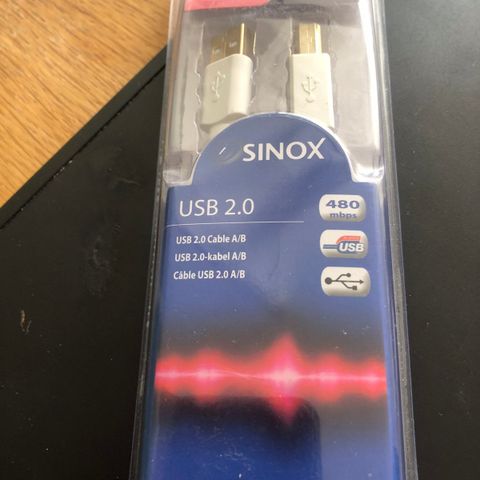 SINOX
USB 2.0
480
mbps
USB 2.0 Cable A/B
USB
USB 2.0-kabel A/B
Câble USB 2.0 A/B